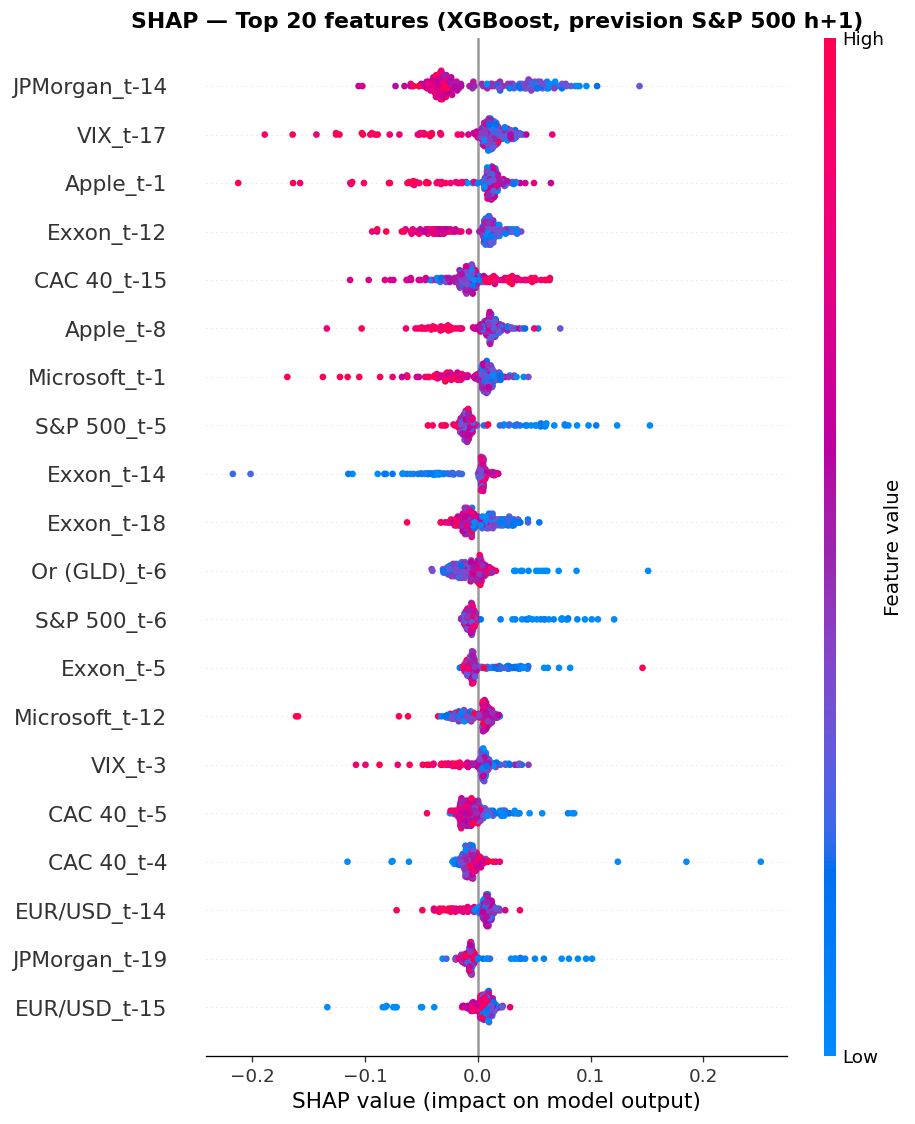 SHAP — Top 20 features (XGBoost, prevision S&P 500 h+1)
High
JPMorgan_t-14
VIX_t-17
Apple_t-1
Exxon_t-12
CAC 40_t-15
Apple_t-8
Microsoft_t-1
S&P 500_t-5
Exxon_t-14
Exxon_t-18
Or (GLD)_t-6
S&P 500_t-6
Exxon_t-5
Microsoft_t-12
VIX_t-3
CAC 40_t-5
CAC 40_t-4
EUR/USD_t-14
JPMorgan_t-19
EUR/USD_t-15
Feature value
Low
−0.2 −0.1 0.0 0.1 0.2
SHAP value (impact on model output)